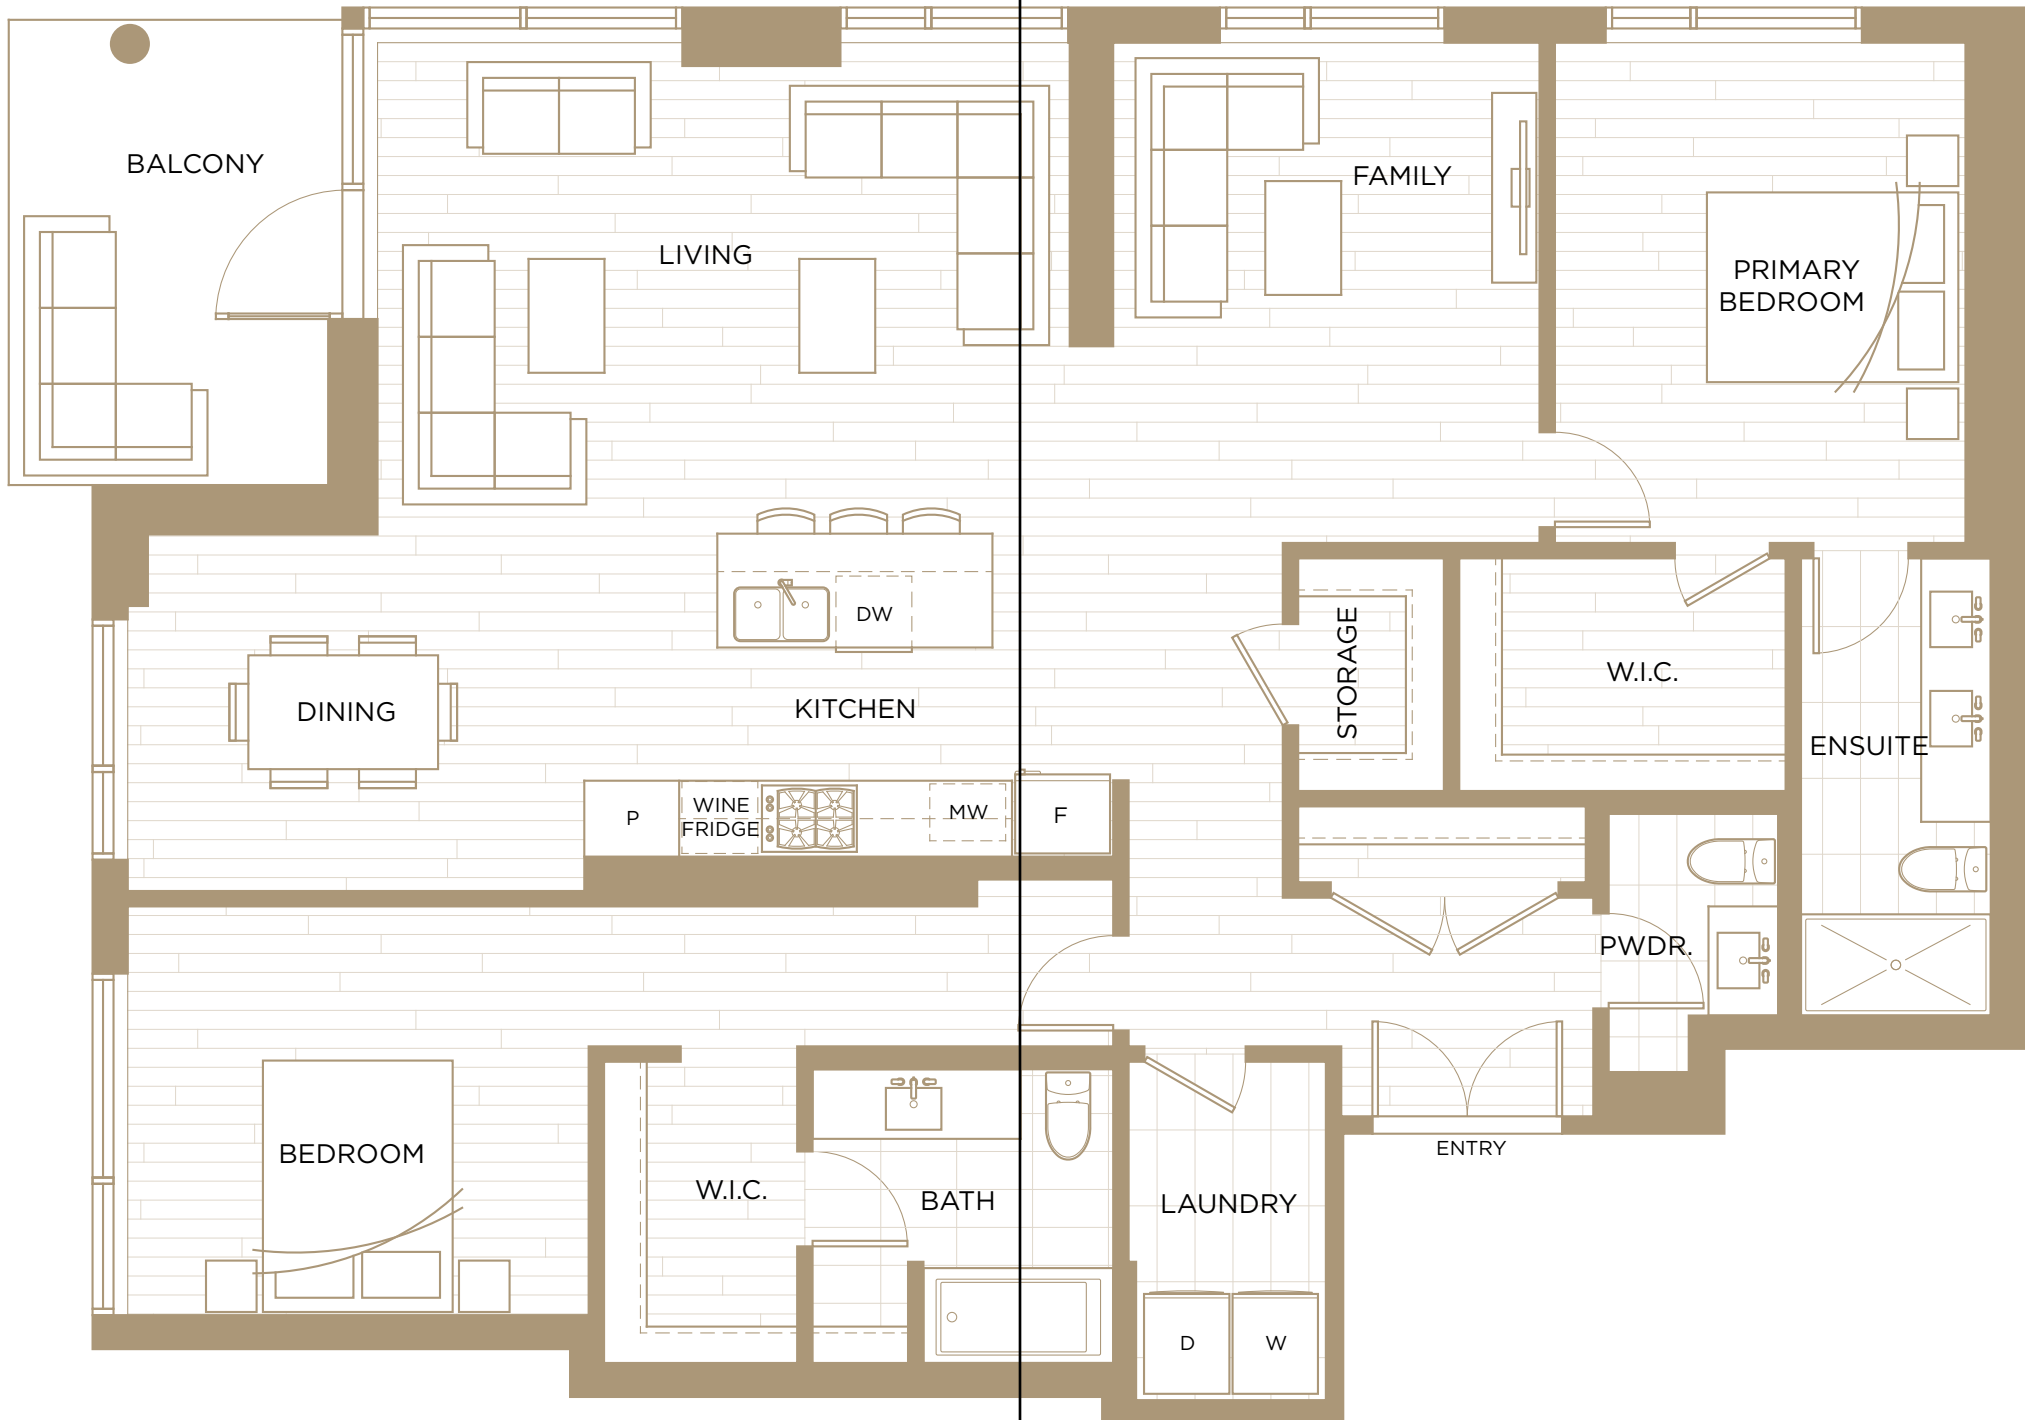 BALCONY
FAMILY
LIVING
PRIMARY
BEDROOM
DW
STORAGE
W.I.C.
DINING
KITCHEN
ENSUITE
P
WINE
FRIDGE
MW
F
PWDR.
BEDROOM
ENTRY
W.I.C.
BATH
LAUNDRY
D
W